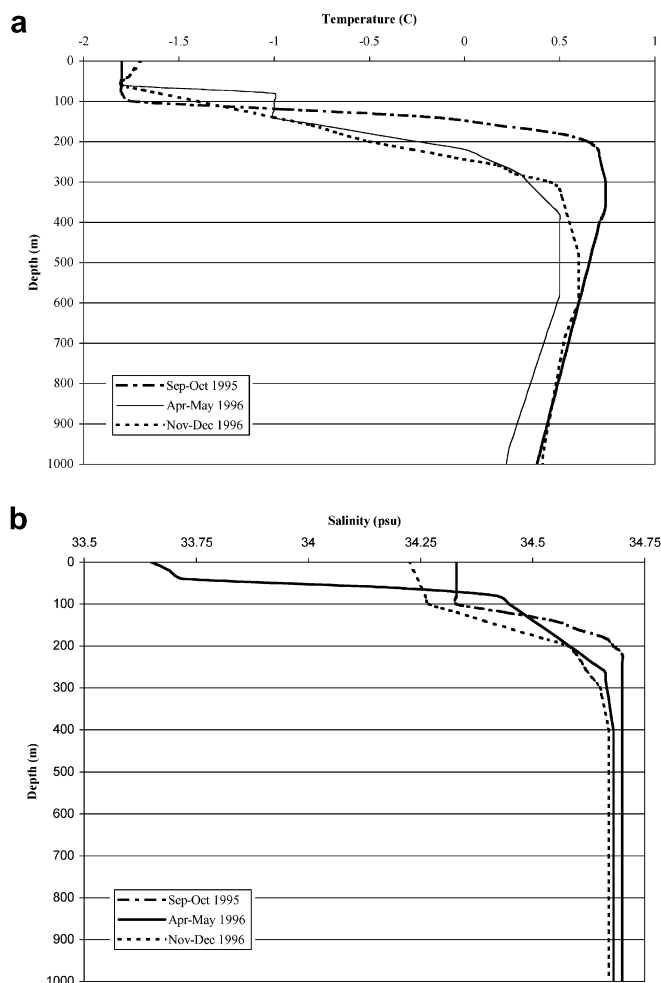 a
Temperature (C)
-2 -1.5 -1 -0.5 0 0.5 1
0
100
200
300
400
500
600
700
800
900
1000
Depth (m)
Sep-Oct 1995
Apr-May 1996
Nov-Dec 1996
b
Salinity (psu)
33.5 33.75 34 34.25 34.5 34.75
0
100
200
300
400
500
600
700
800
900
1000
Depth (m)
Sep-Oct 1995
Apr-May 1996
Nov-Dec 1996